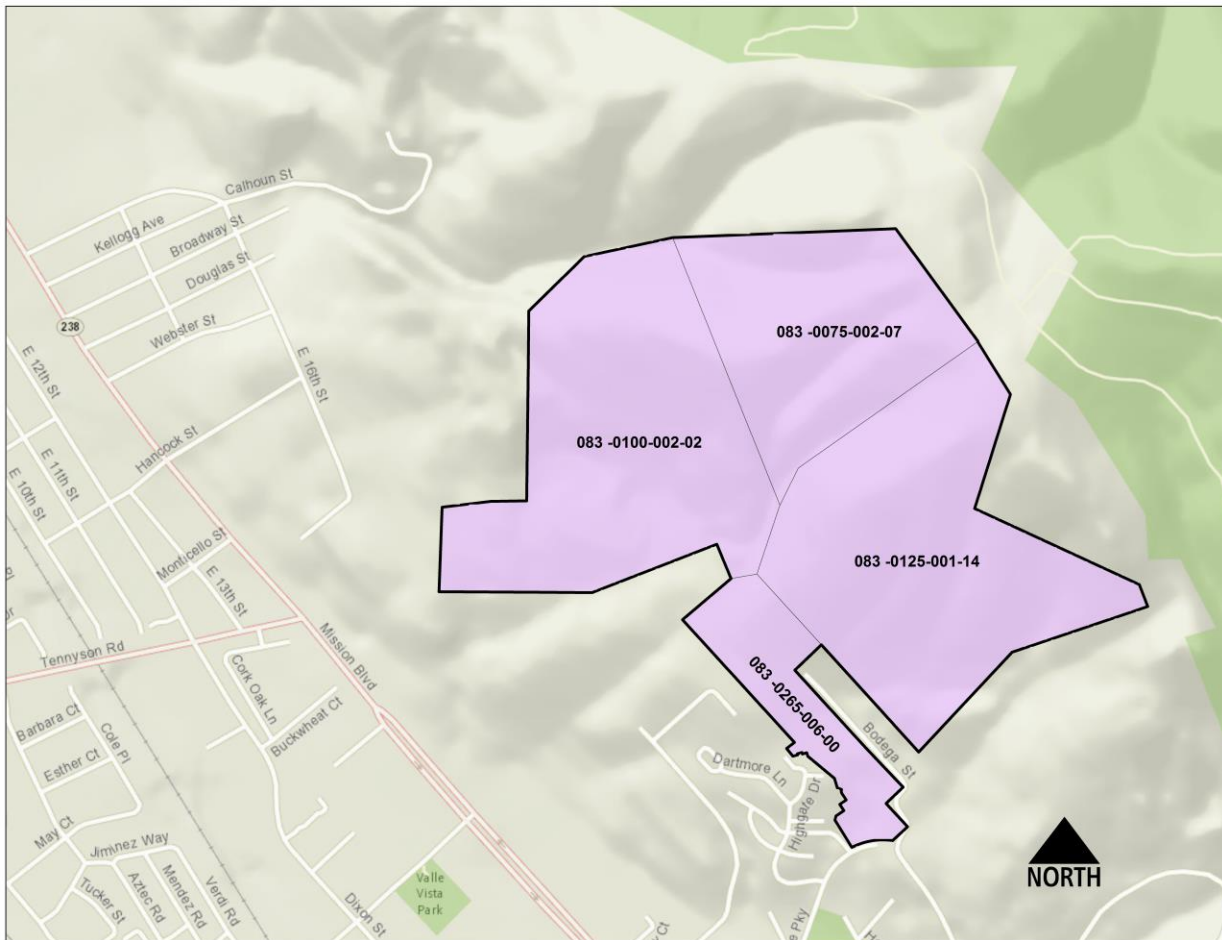 Calhoun St
Kellogg Ave
Broadway St
Douglas St
Webster St
238
E 16th St
E 12th St
Hancock St
E 11th St
E 10th St
Monticello St
E 13th St
Mission Blvd
Tennyson Rd
Cork Oak Ln
Buckwheat Ct
Barbara Ct
Cole Pl
Esther Ct
May Ct
Jiminez Way
Tucker St
Aztec Rd
Mendez Rd
Verdi Rd
Dixon St
Valle
Vista
Park
083 -0075-002-07
083 -0100-002-02
083 -0125-001-14
083 -0265-006-00
Bodega St
Dartmore Ln
Highgate Dr
Pky
Ct
NORTH